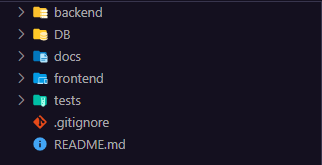 backend
DB
docs
frontend
tests
.gitignore
README.md